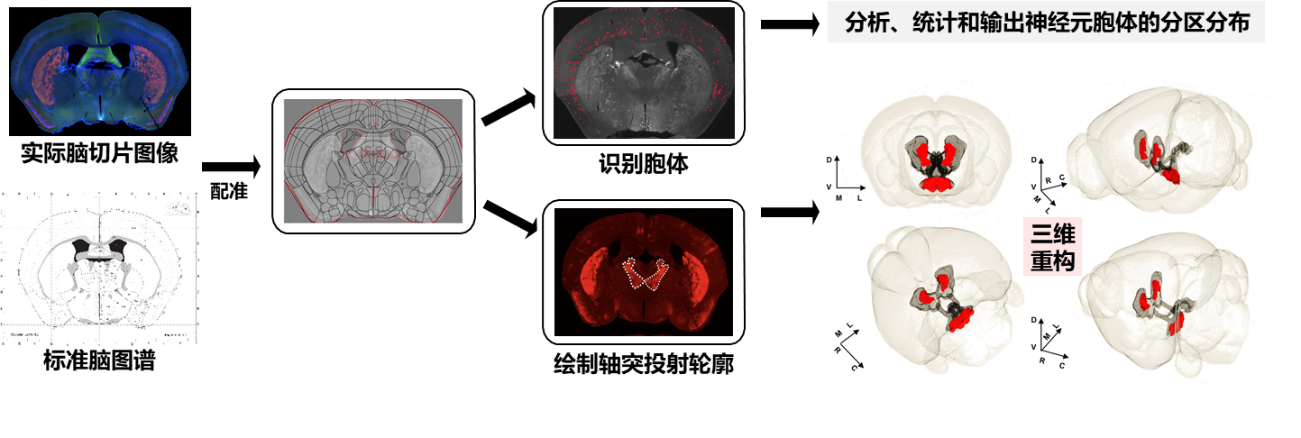 实际脑切片图像
标准脑图谱
配准
识别胞体
绘制轴突投射轮廓
分析、统计和输出神经元胞体的分区分布
D
V
M
L
D
V
R
C
M
L
三维
重构
M
L
R
C
D
V
L
M
R
C